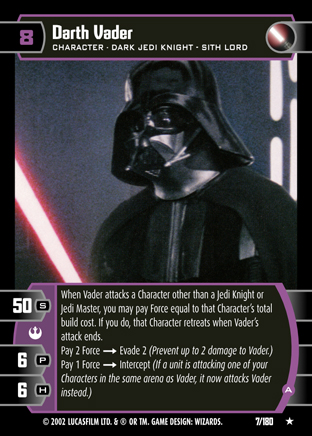 8
Darth Vader
CHARACTER · DARK JEDI KNIGHT · SITH LORD
50 S
When Vader attacks a Character other than a Jedi Knight or
Jedi Master, you may pay Force equal to that Character's total
build cost. If you do, that Character retreats when Vader's
attack ends.
Pay 2 Force → Evade 2 (Prevent up to 2 damage to Vader.)
6 P
Pay 1 Force → Intercept (If a unit is attacking one of your
Characters in the same arena as Vader, it now attacks Vader
instead.)
6 H
A
© 2002 LUCASFILM LTD. & ® OR TM. GAME DESIGN: WIZARDS.
7/180 ★